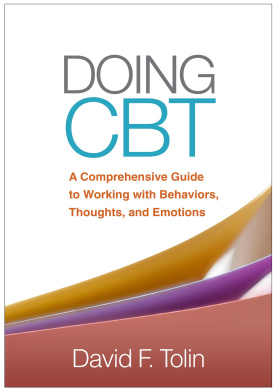 DOING
CBT
A Comprehensive Guide
to Working with Behaviors,
Thoughts, and Emotions
David F. Tolin